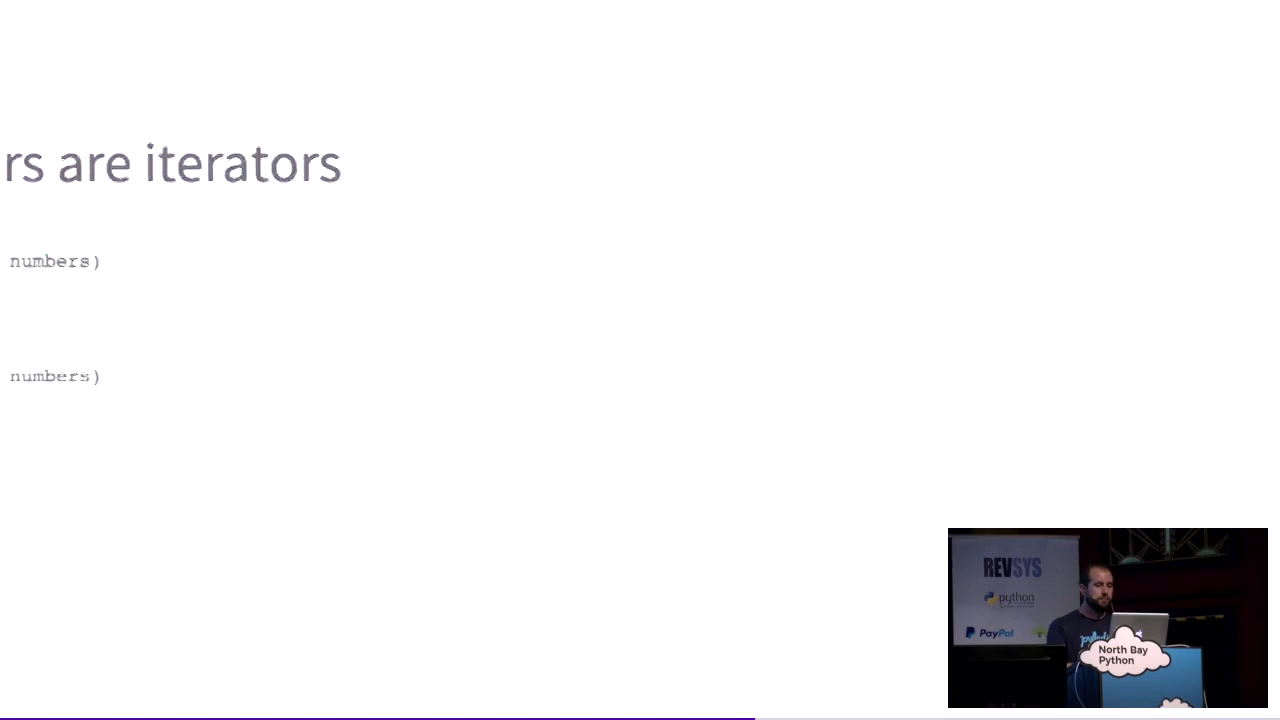 rs are iterators
numbers)
numbers)
REVSYS
python
PayPal
North Bay
Python